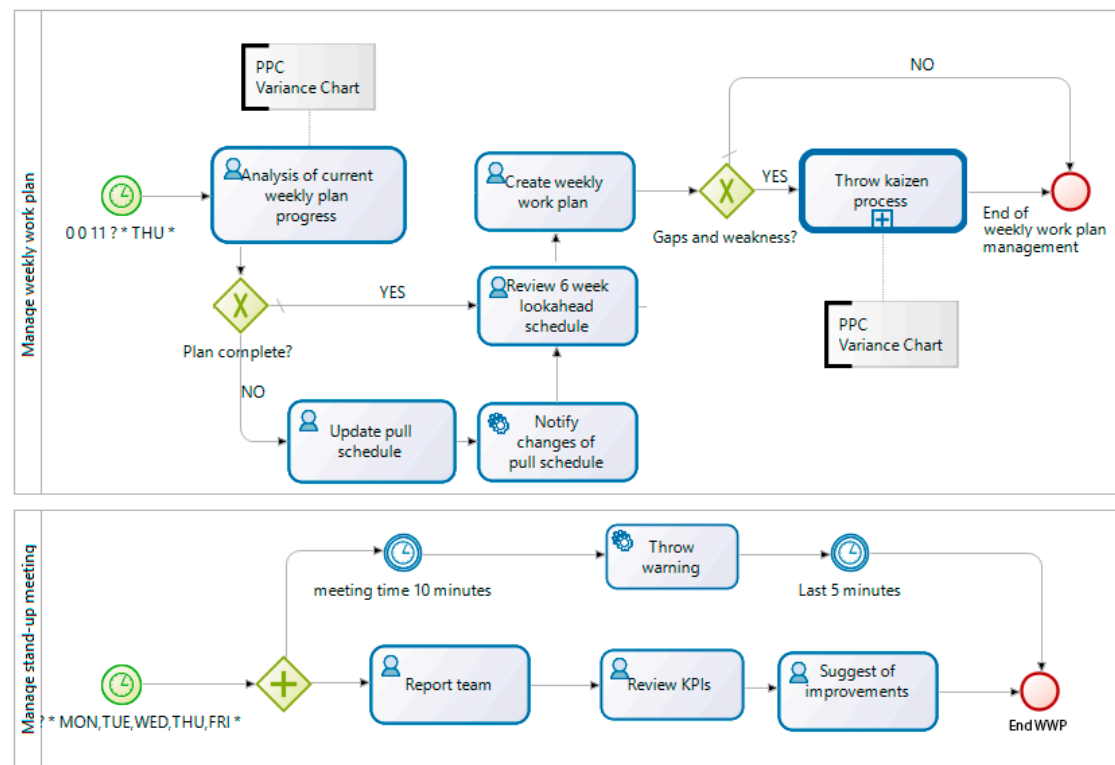 Manage weekly work plan
PPC
Variance Chart
NO
Analysis of current
weekly plan
progress
0 0 11 ? * THU *
Create weekly
work plan
Gaps and weakness?
YES
Throw kaizen
process
End of
weekly work plan
management
Plan complete?
YES
Review 6 week
lookahead
schedule
PPC
Variance Chart
NO
Update pull
schedule
Notify
changes of
pull schedule
Manage stand-up meeting
meeting time 10 minutes
Throw
warning
Last 5 minutes
? * MON,TUE,WED,THU,FRI *
Report team
Review KPIs
Suggest of
improvements
End WWP